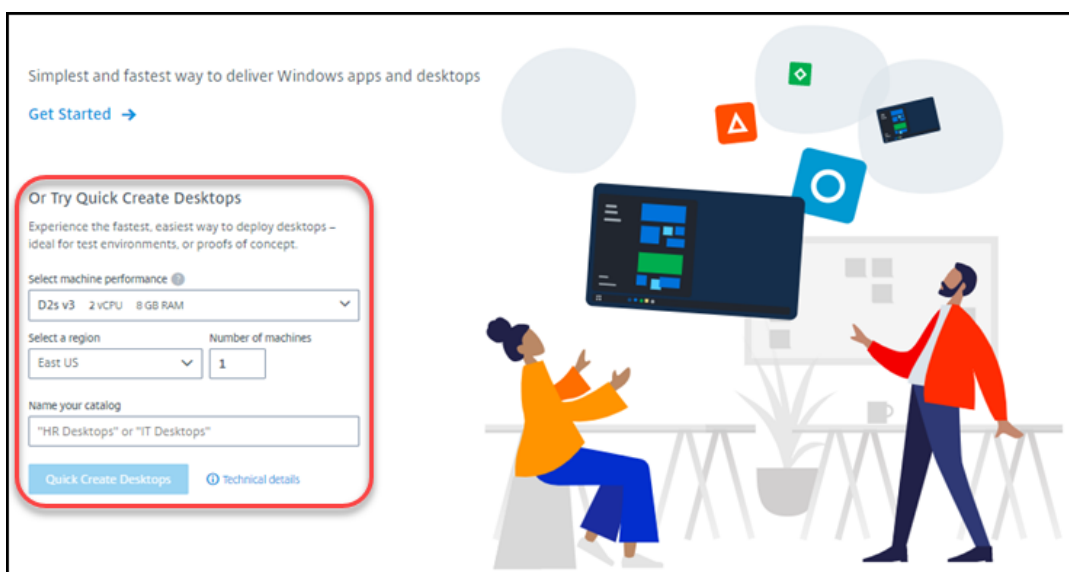 Simplest and fastest way to deliver Windows apps and desktops
Get Started →
Or Try Quick Create Desktops
Experience the fastest, easiest way to deploy desktops –
ideal for test environments, or proofs of concept.
Select machine performance ?
D2s v3 2 vCPU 8 GB RAM
Select a region Number of machines
East US 1
Name your catalog
"HR Desktops" or "IT Desktops"
Quick Create Desktops Technical details